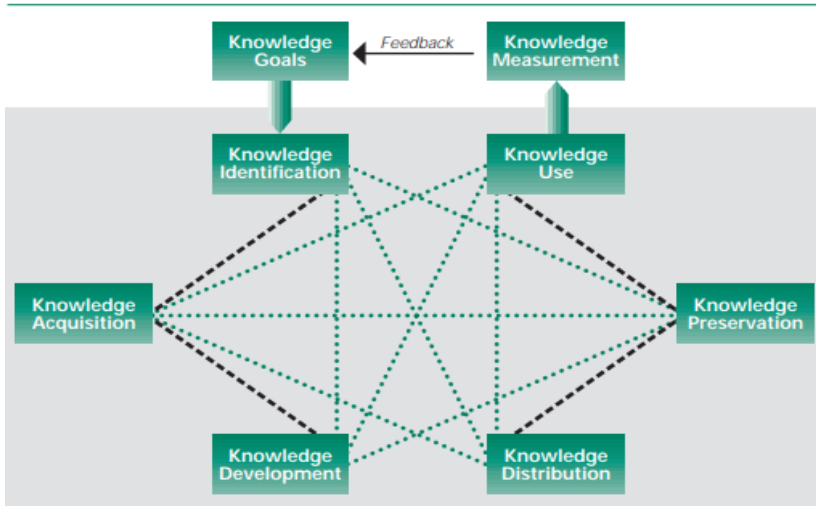 Knowledge
Goals
Feedback
Knowledge
Measurement
Knowledge
Identification
Knowledge
Use
Knowledge
Acquisition
Knowledge
Preservation
Knowledge
Development
Knowledge
Distribution